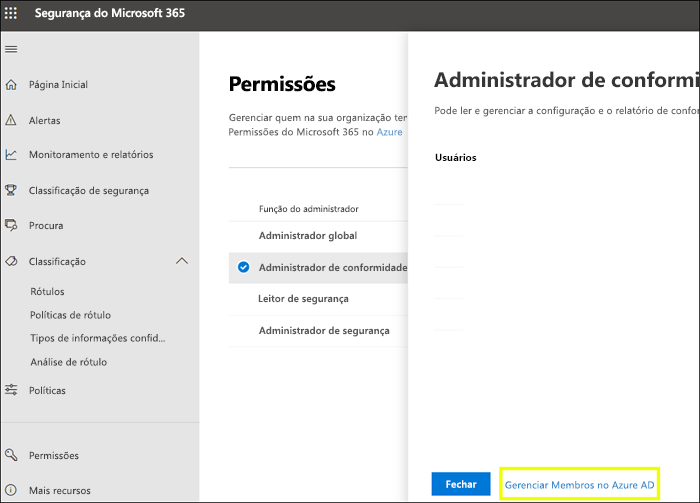 Segurança do Microsoft 365
Página Inicial
Alertas
Monitoramento e relatórios
Classificação de segurança
Procura
Classificação
Rótulos
Políticas de rótulo
Tipos de informações confid...
Análise de rótulo
Políticas
Permissões
Mais recursos
Permissões
Gerenciar quem na sua organização ter
Permissões do Microsoft 365 no Azure
Função do administrador
Administrador global
Administrador de conformidade
Leitor de segurança
Administrador de segurança
Administrador de conformi
Pode ler e gerenciar a configuração e o relatório de confor
Usuários
Fechar
Gerenciar Membros no Azure AD